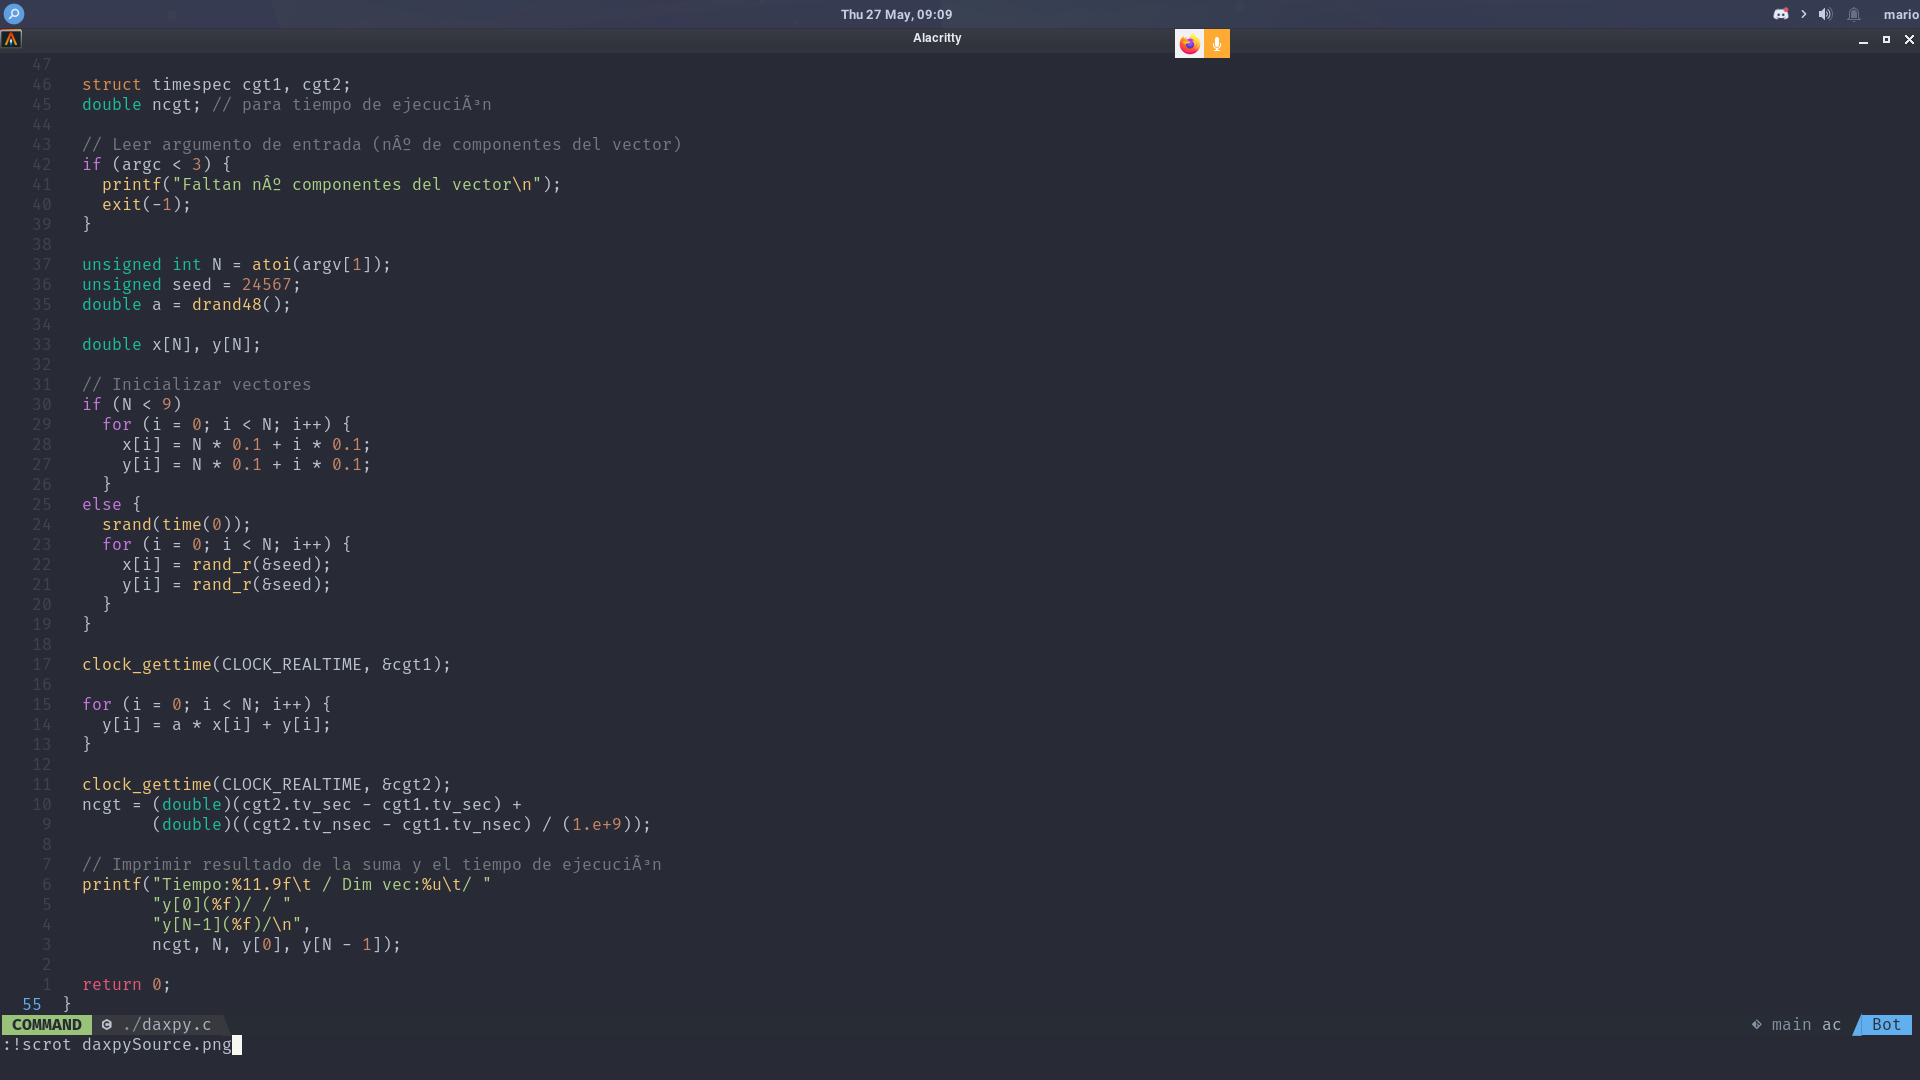 Thu 27 May, 09:09
mario
Alacritty
47
46   struct timespec cgt1, cgt2;
45   double ncgt; // para tiempo de ejecuciÃ³n
44
43   // Leer argumento de entrada (nÂº de componentes del vector)
42   if (argc < 3) {
41     printf("Faltan nÂº componentes del vector\n");
40     exit(-1);
39   }
38
37   unsigned int N = atoi(argv[1]);
36   unsigned seed = 24567;
35   double a = drand48();
34
33   double x[N], y[N];
32
31   // Inicializar vectores
30   if (N < 9)
29     for (i = 0; i < N; i++) {
28       x[i] = N * 0.1 + i * 0.1;
27       y[i] = N * 0.1 + i * 0.1;
26     }
25   else {
24     srand(time(0));
23     for (i = 0; i < N; i++) {
22       x[i] = rand_r(&seed);
21       y[i] = rand_r(&seed);
20     }
19   }
18
17   clock_gettime(CLOCK_REALTIME, &cgt1);
16
15   for (i = 0; i < N; i++) {
14     y[i] = a * x[i] + y[i];
13   }
12
11   clock_gettime(CLOCK_REALTIME, &cgt2);
10   ncgt = (double)(cgt2.tv_sec - cgt1.tv_sec) +
9          (double)((cgt2.tv_nsec - cgt1.tv_nsec) / (1.e+9));
8
7   // Imprimir resultado de la suma y el tiempo de ejecuciÃ³n
6   printf("Tiempo:%11.9f\t / Dim vec:%u\t/ "
5          "y[0](%f)/ / "
4          "y[N-1](%f)/\n",
3          ncgt, N, y[0], y[N - 1]);
2
1   return 0;
55 }
COMMAND ./daxpy.c main ac Bot
:!scrot daxpySource.png